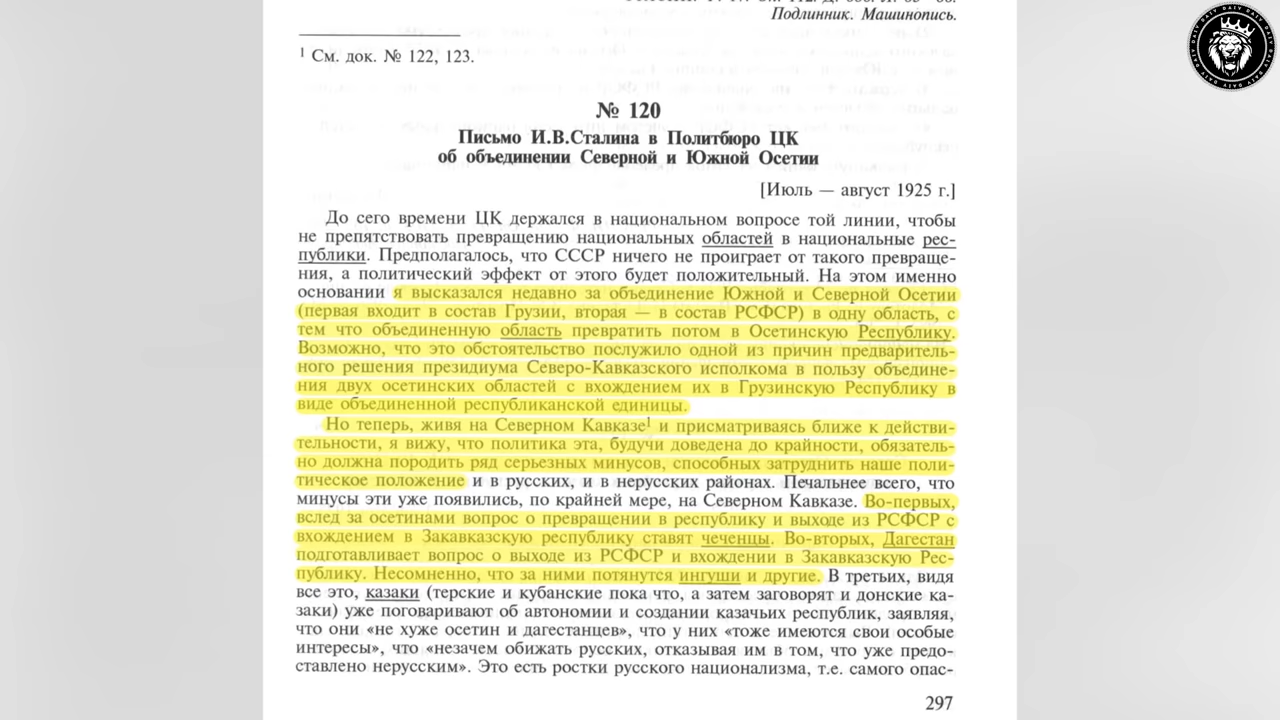 Подлинник. Машинопись.
1 См. док. № 122, 123.
№ 120
Письмо И.В.Сталина в Политбюро ЦК
об объединении Северной и Южной Осетии
[Июль — август 1925 г.]
До сего времени ЦК держался в национальном вопросе той линии, чтобы
не препятствовать превращению национальных областей в национальные рес-
публики. Предполагалось, что СССР ничего не проиграет от такого превраще-
ния, а политический эффект от этого будет положительный. На этом именно
основании я высказался недавно за объединение Южной и Северной Осетии
(первая входит в состав Грузии, вторая — в состав РСФСР) в одну область, с
тем что объединенную область превратить потом в Осетинскую Республику.
Возможно, что это обстоятельство послужило одной из причин предваритель-
ного решения президиума Северо-Кавказского исполкома в пользу объедине-
ния двух осетинских областей с вхождением их в Грузинскую Республику в
виде объединенной республиканской единицы.
Но теперь, живя на Северном Кавказе1 и присматриваясь ближе к действи-
тельности, я вижу, что политика эта, будучи доведена до крайности, обязатель-
но должна породить ряд серьезных минусов, способных затруднить наше поли-
тическое положение и в русских, и в нерусских районах. Печальнее всего, что
минусы эти уже появились, по крайней мере, на Северном Кавказе. Во-первых,
вслед за осетинами вопрос о превращении в республику и выходе из РСФСР с
вхождением в Закавказскую республику ставят чеченцы. Во-вторых, Дагестан
подготавливает вопрос о выходе из РСФСР и вхождении в Закавказскую Рес-
публику. Несомненно, что за ними потянутся ингуши и другие. В третьих, видя
все это, казаки (терские и кубанские пока что, а затем заговорят и донские ка-
заки) уже поговаривают об автономии и создании казачьих республик, заявляя,
что они «не хуже осетин и дагестанцев», что у них «тоже имеются свои особые
интересы», что «незачем обижать русских, отказывая им в том, что уже предо-
ставлено нерусским». Это есть ростки русского национализма, т.е. самого опас-
297